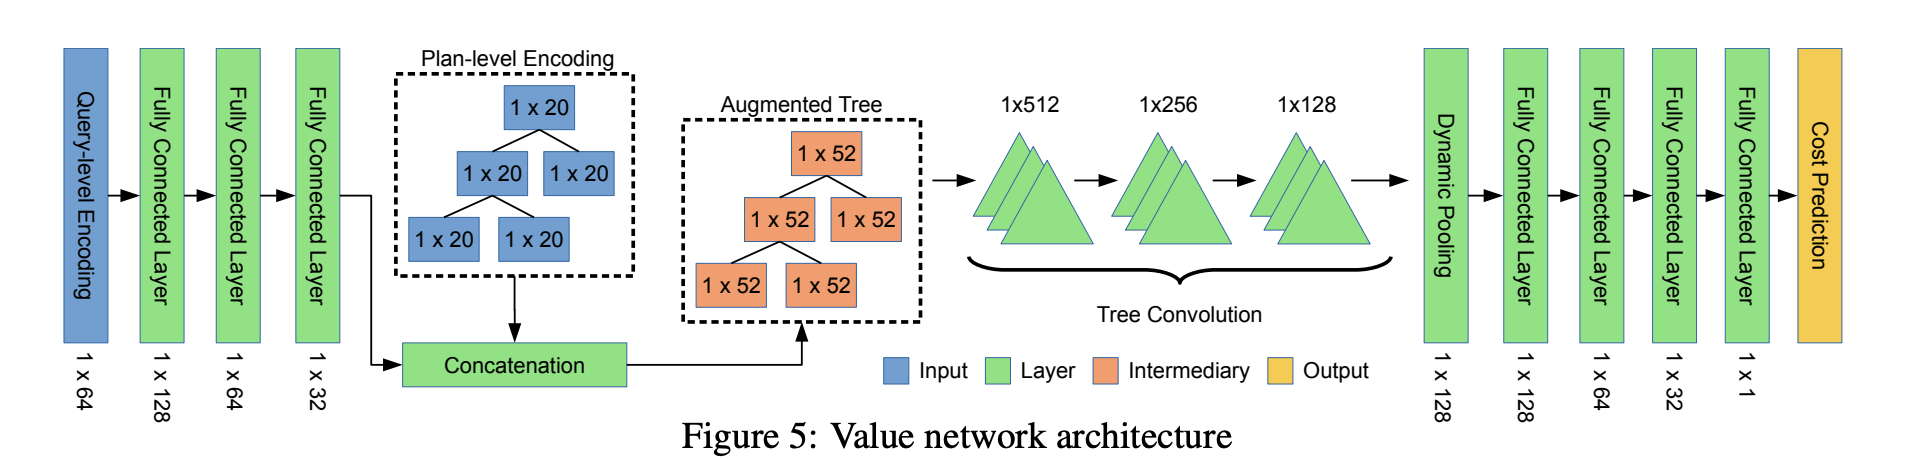 Query-level Encoding
1 x 64
Fully Connected Layer
1 x 128
Fully Connected Layer
1 x 64
Fully Connected Layer
1 x 32
Plan-level Encoding
1 x 20
1 x 20
1 x 20
1 x 20
1 x 20
Concatenation
Augmented Tree
1 x 52
1 x 52
1 x 52
1 x 52
1 x 52
1x512
1x256
1x128
Tree Convolution
Dynamic Pooling
1 x 128
Fully Connected Layer
1 x 128
Fully Connected Layer
1 x 64
Fully Connected Layer
1 x 32
Fully Connected Layer
1 x 1
Cost Prediction
Input
Layer
Intermediary
Output
Figure 5: Value network architecture